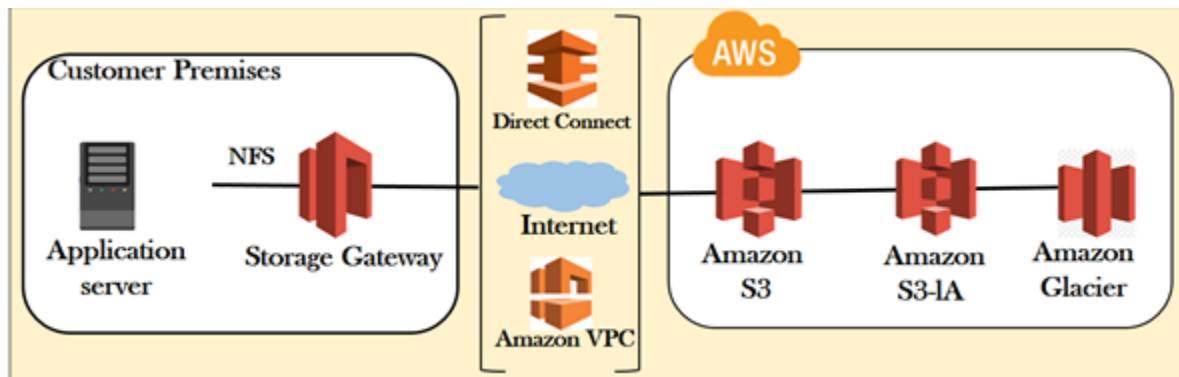 Customer Premises
NFS
Application
server
Storage Gateway
Direct Connect
Internet
Amazon VPC
AWS
Amazon
S3
Amazon
S3-lA
Amazon
Glacier